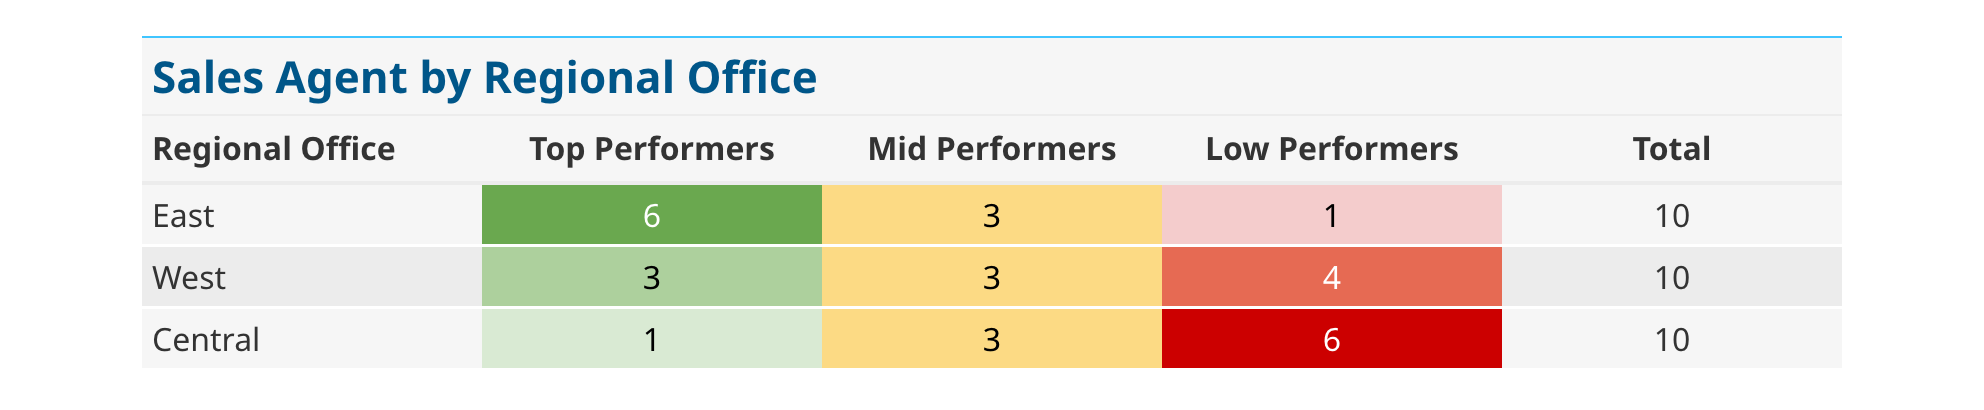 Sales Agent by Regional Office
Regional Office Top Performers Mid Performers Low Performers Total
East 6 3 1 10
West 3 3 4 10
Central 1 3 6 10